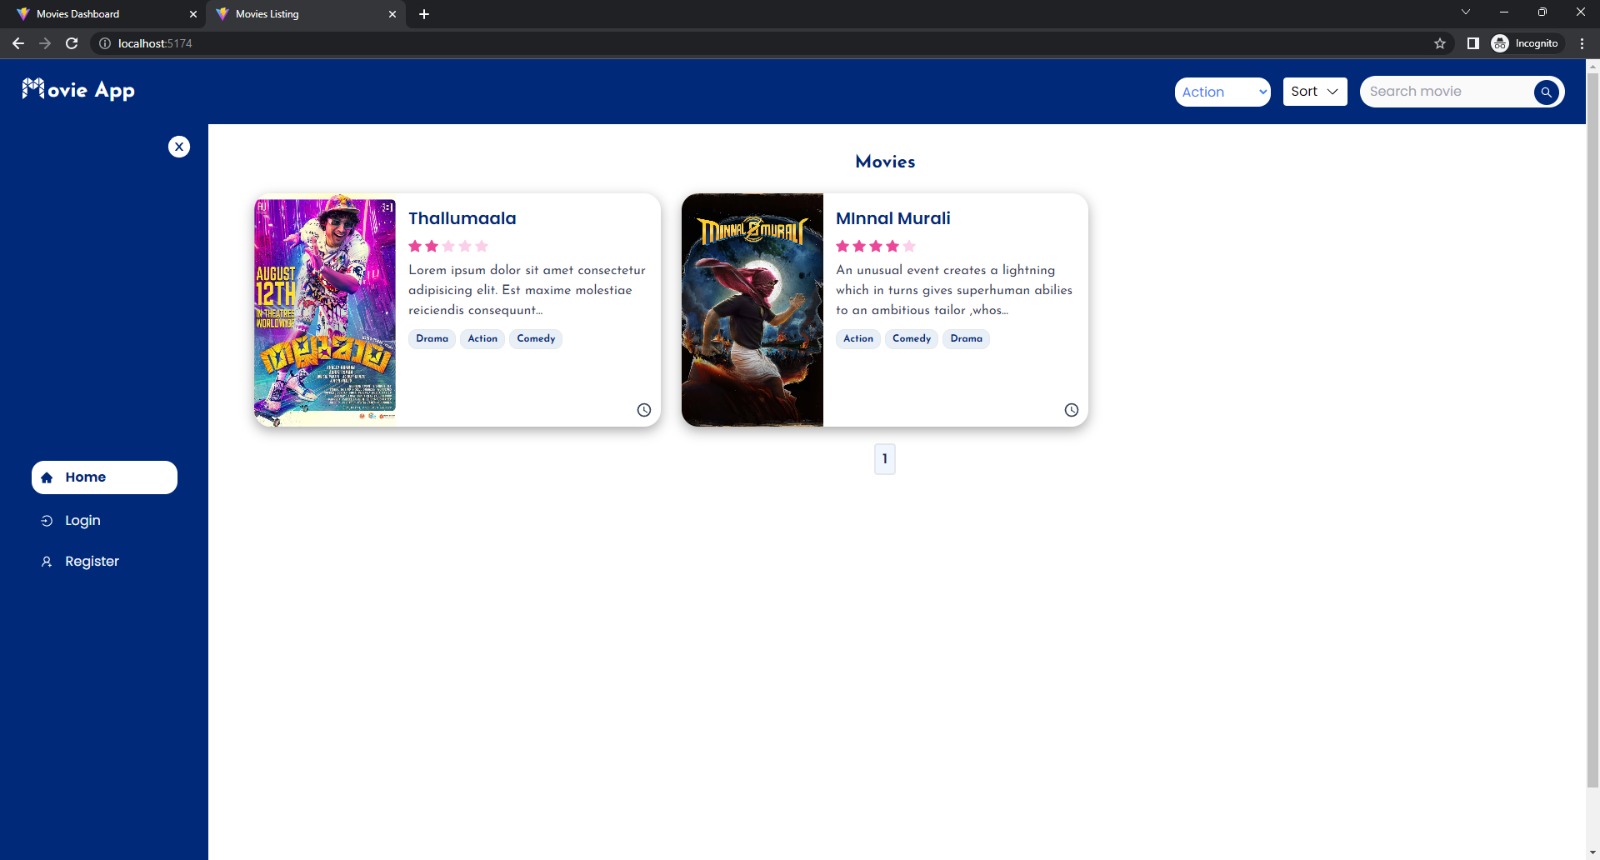 Movies Dashboard
Movies Listing
localhost:5174
Incognito
Movie App
Action
Sort
Search movie
X
Movies
AUGUST
12TH
IN THEATRES
WORLDWIDE
തല്ലുമാല
Thallumaala
Lorem ipsum dolor sit amet consectetur
adipisicing elit. Est maxime molestiae
reiciendis consequunt...
Drama Action Comedy
MINNAL MURALI
MInnal Murali
An unusual event creates a lightning
which in turns gives superhuman abilies
to an ambitious tailor ,whos...
Action Comedy Drama
1
Home
Login
Register